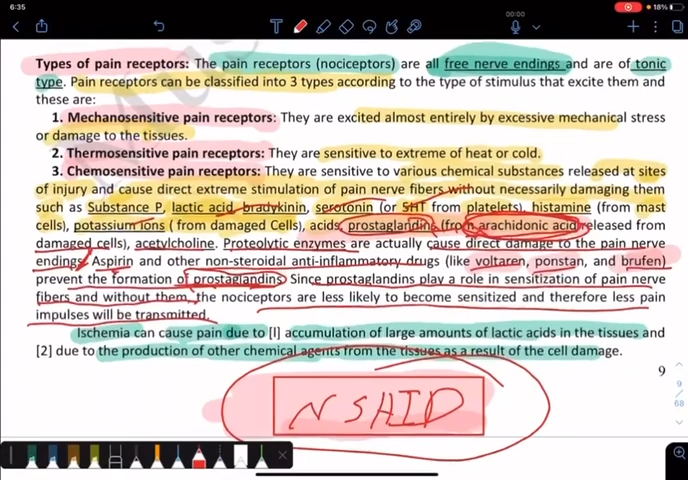 6:35
00:00
18%
Types of pain receptors: The pain receptors (nociceptors) are all free nerve endings and are of tonic
type. Pain receptors can be classified into 3 types according to the type of stimulus that excite them and
these are:
1. Mechanosensitive pain receptors: They are excited almost entirely by excessive mechanical stress
or damage to the tissues.
2. Thermosensitive pain receptors: They are sensitive to extreme of heat or cold.
3. Chemosensitive pain receptors: They are sensitive to various chemical substances released at sites
of injury and cause direct extreme stimulation of pain nerve fibers without necessarily damaging them
such as Substance P, lactic acid, bradykinin, serotonin (or 5HT from platelets), histamine (from mast
cells), potassium ions ( from damaged Cells), acids, prostaglandins (from arachidonic acid released from
damaged cells), acetylcholine. Proteolytic enzymes are actually cause direct damage to the pain nerve
endings. Aspirin and other non-steroidal anti-inflammatory drugs (like voltaren, ponstan, and brufen)
prevent the formation of prostaglandins. Since prostaglandins play a role in sensitization of pain nerve
fibers and without them, the nociceptors are less likely to become sensitized and therefore less pain
impulses will be transmitted.
Ischemia can cause pain due to [I] accumulation of large amounts of lactic acids in the tissues and
[2] due to the production of other chemical agents from the tissues as a result of the cell damage.
9
9
/
68
NSHID